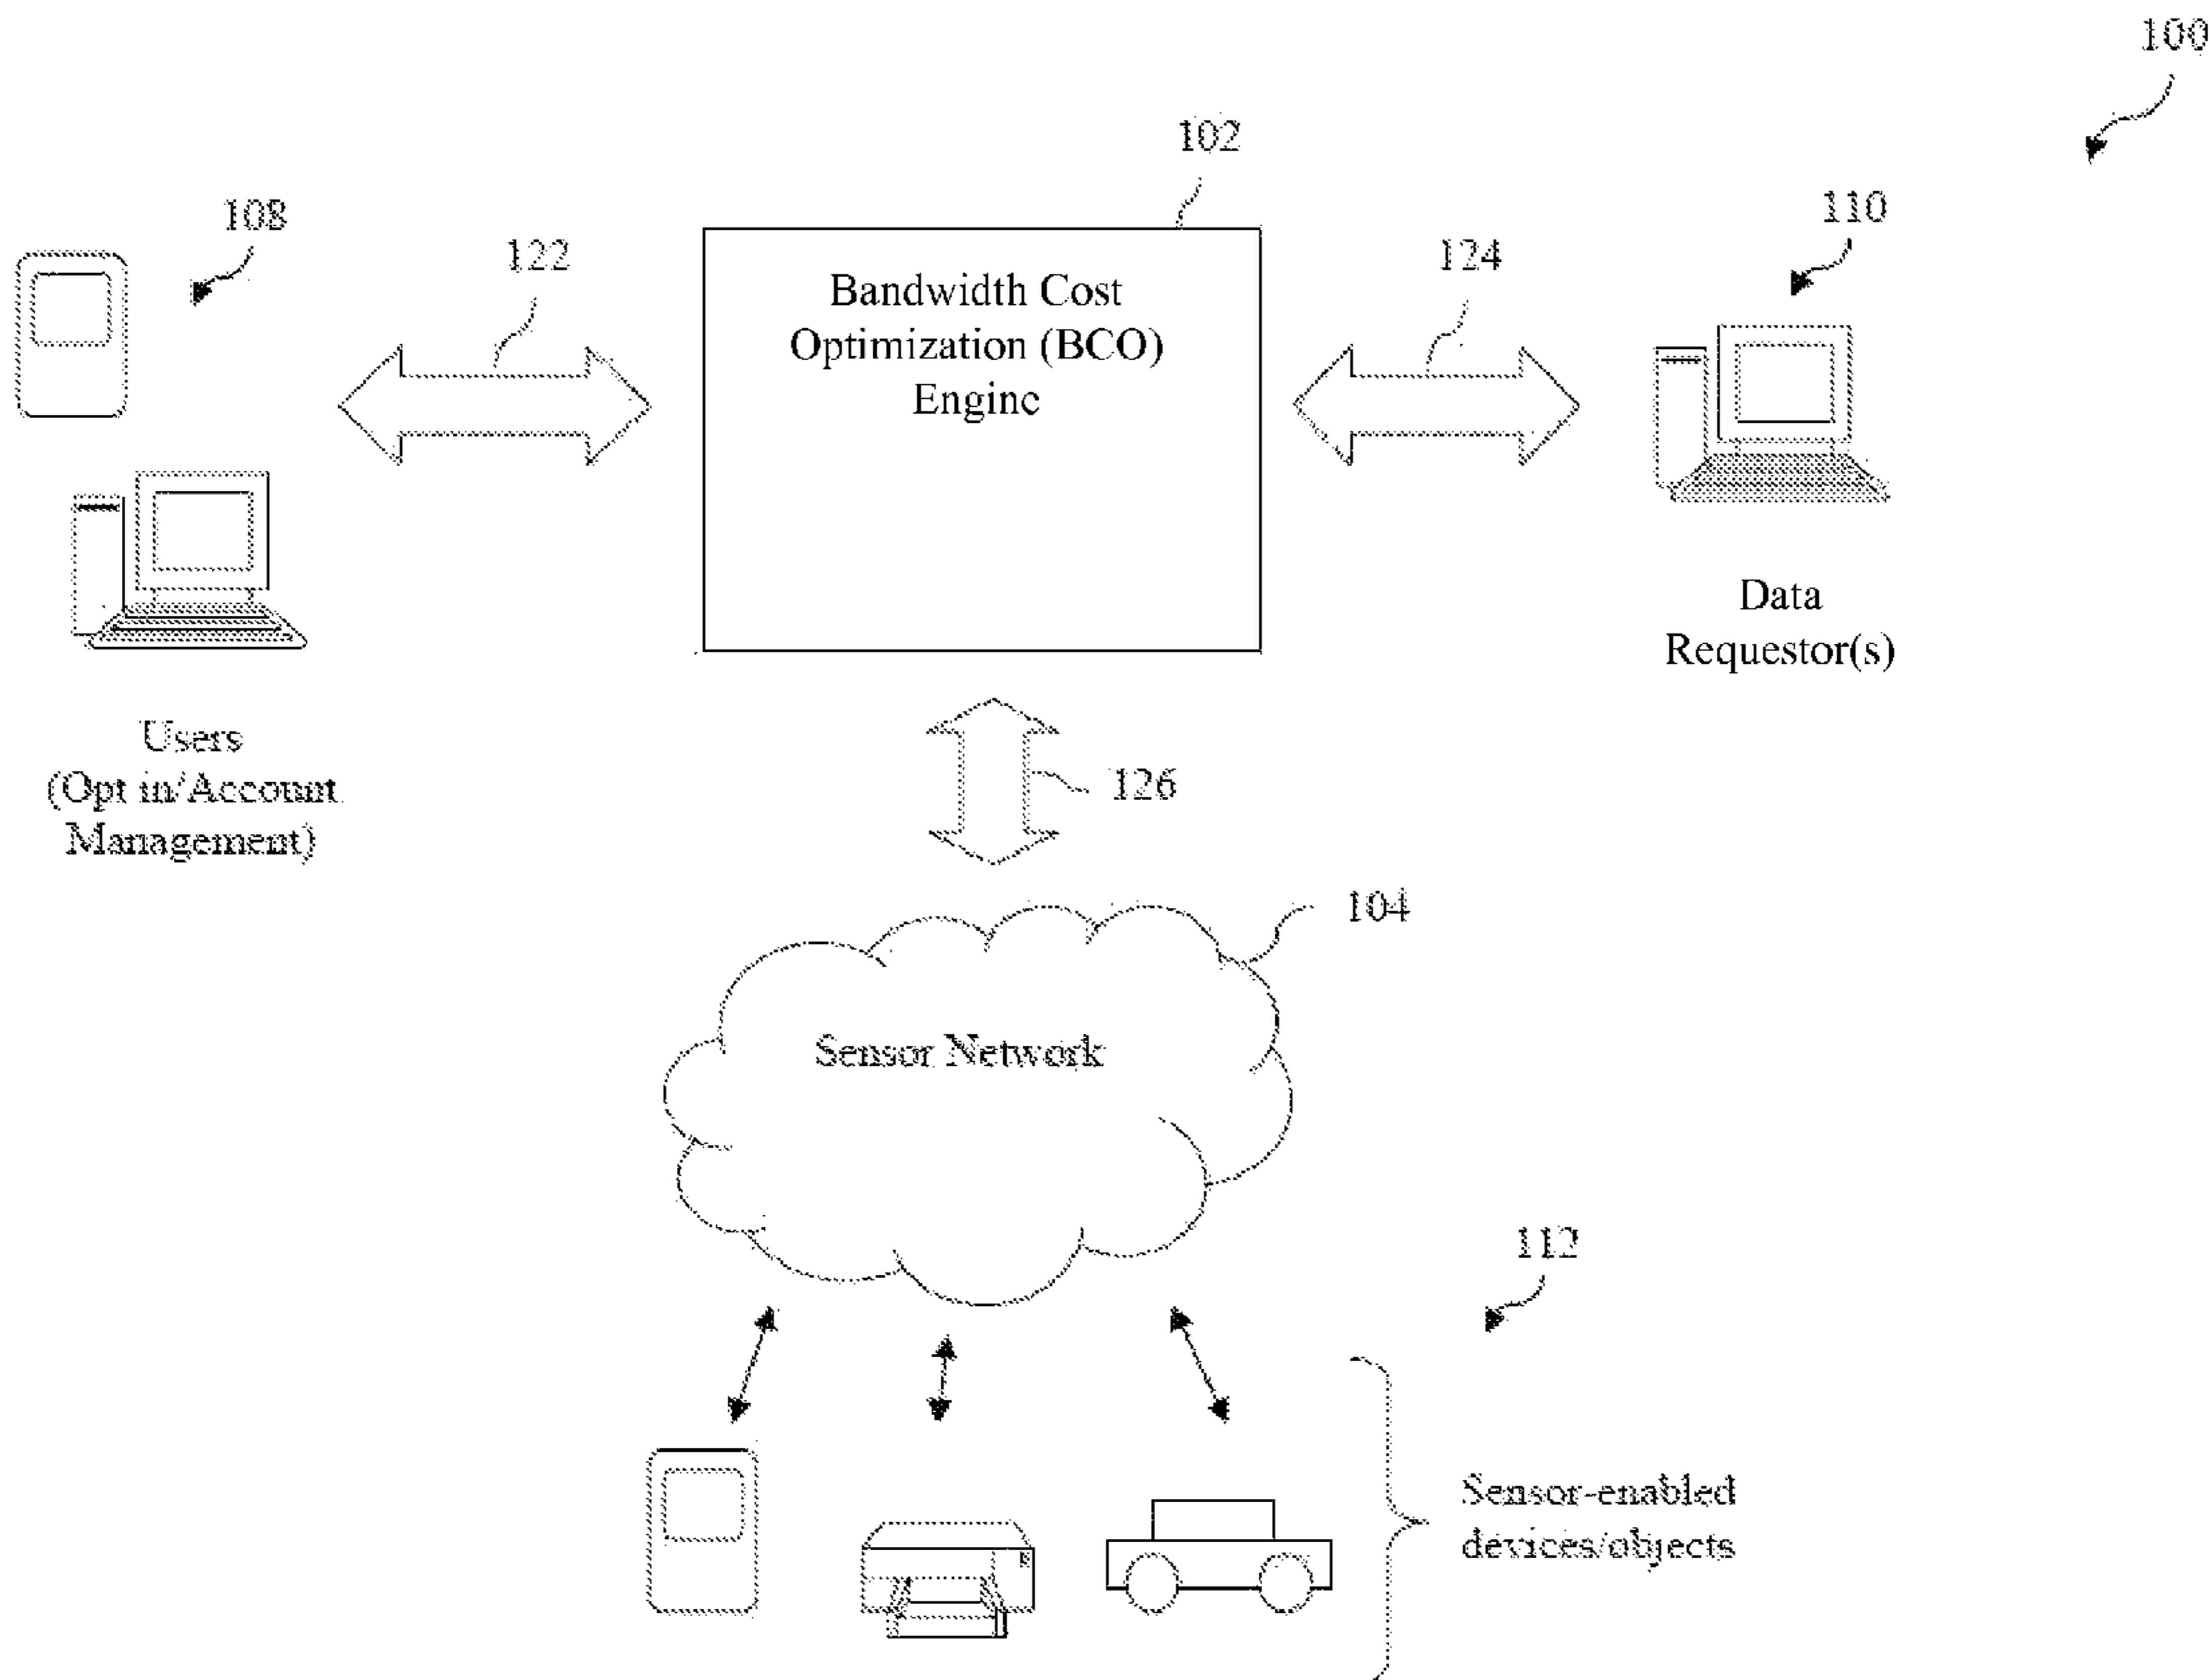 100
102
108
110
122
124
Bandwidth Cost
Optimization (BCO)
Engine
Data
Requestor(s)
Users
(Opt in/Account
Management)
126
104
Sensor Network
112
Sensor-enabled
devices/objects